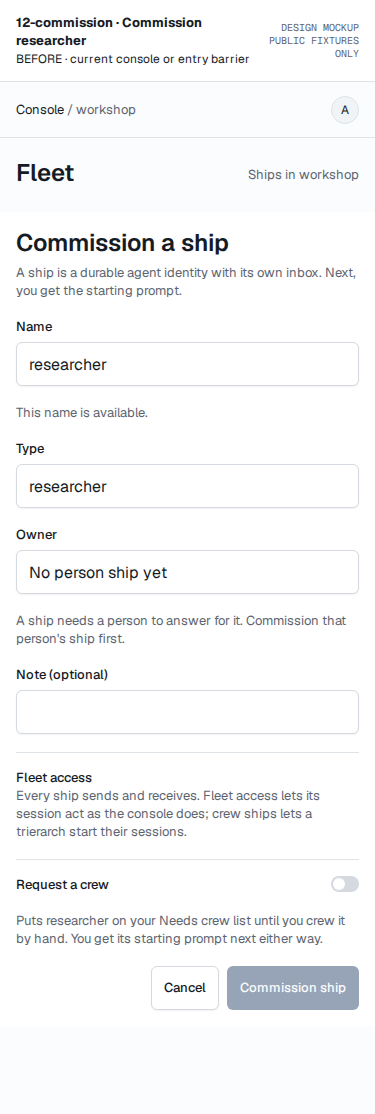 12-commission · Commission
researcher
BEFORE · current console or entry barrier
DESIGN MOCKUP
PUBLIC FIXTURES
ONLY
Console / workshop
A
Fleet
Ships in workshop
Commission a ship
A ship is a durable agent identity with its own inbox. Next,
you get the starting prompt.
Name
researcher
This name is available.
Type
researcher
Owner
No person ship yet
A ship needs a person to answer for it. Commission that
person's ship first.
Note (optional)
Fleet access
Every ship sends and receives. Fleet access lets its
session act as the console does; crew ships lets a
trierarch start their sessions.
Request a crew
Puts researcher on your Needs crew list until you crew it
by hand. You get its starting prompt next either way.
Cancel
Commission ship